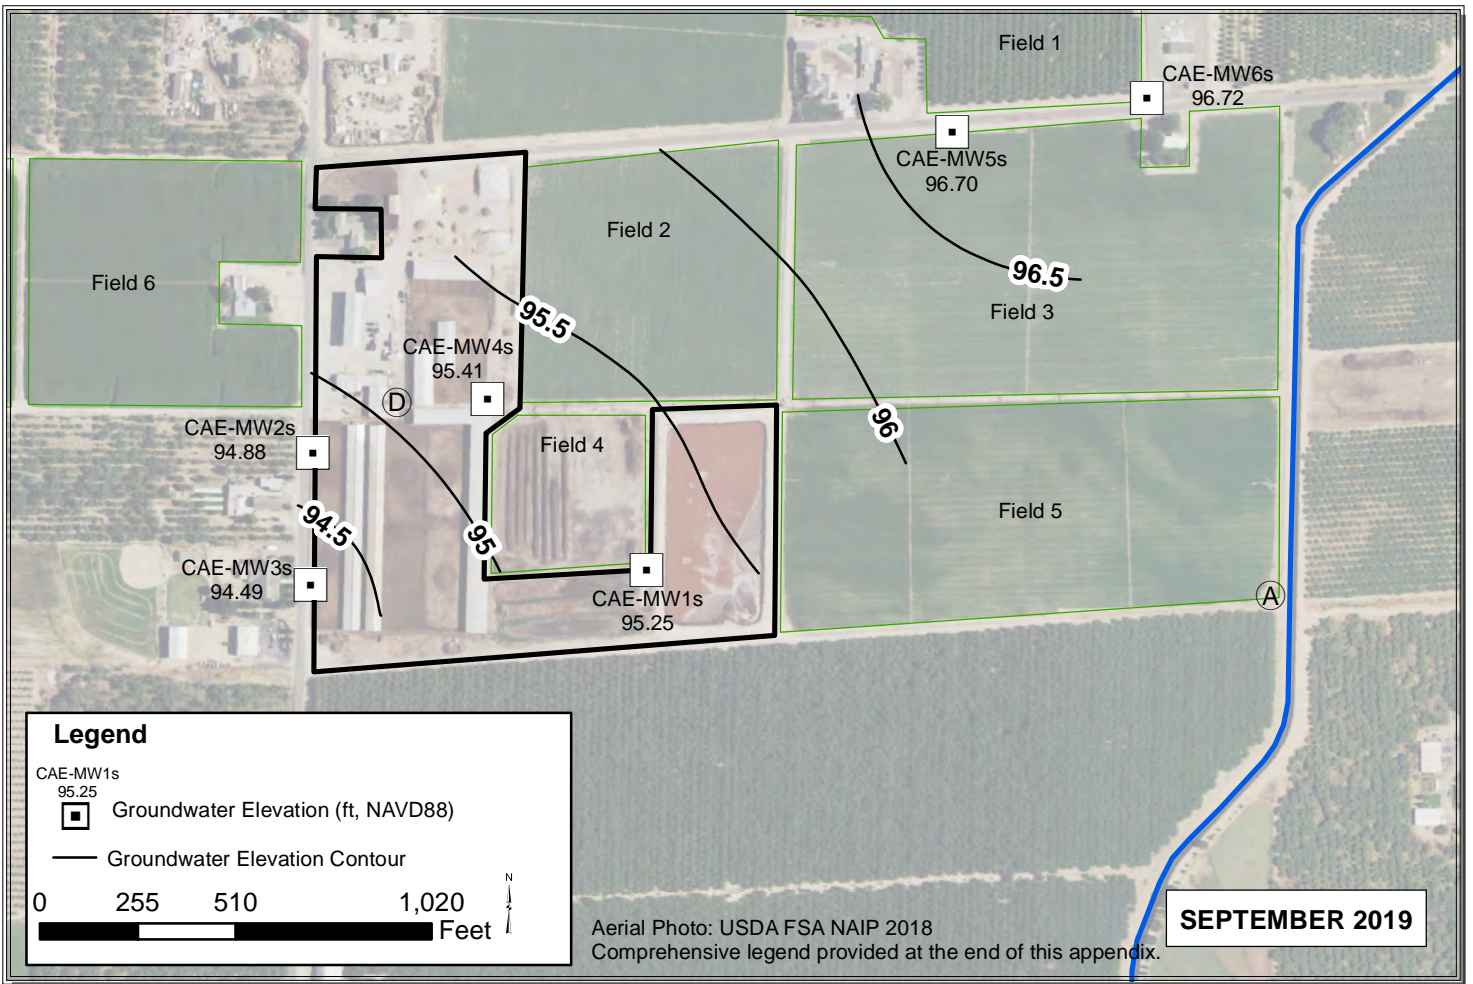 Field 1
CAE-MW6s
96.72
CAE-MW5s
96.70
Field 2
Field 6
96.5
Field 3
95.5
CAE-MW4s
95.41
D
96
CAE-MW2s
94.88
Field 4
Field 5
94.5
95
CAE-MW3s
94.49
CAE-MW1s
95.25
A
Legend
CAE-MW1s
95.25
Groundwater Elevation (ft, NAVD88)
Groundwater Elevation Contour
0 255 510 1,020
Feet
N
Aerial Photo: USDA FSA NAIP 2018
Comprehensive legend provided at the end of this appendix.
SEPTEMBER 2019